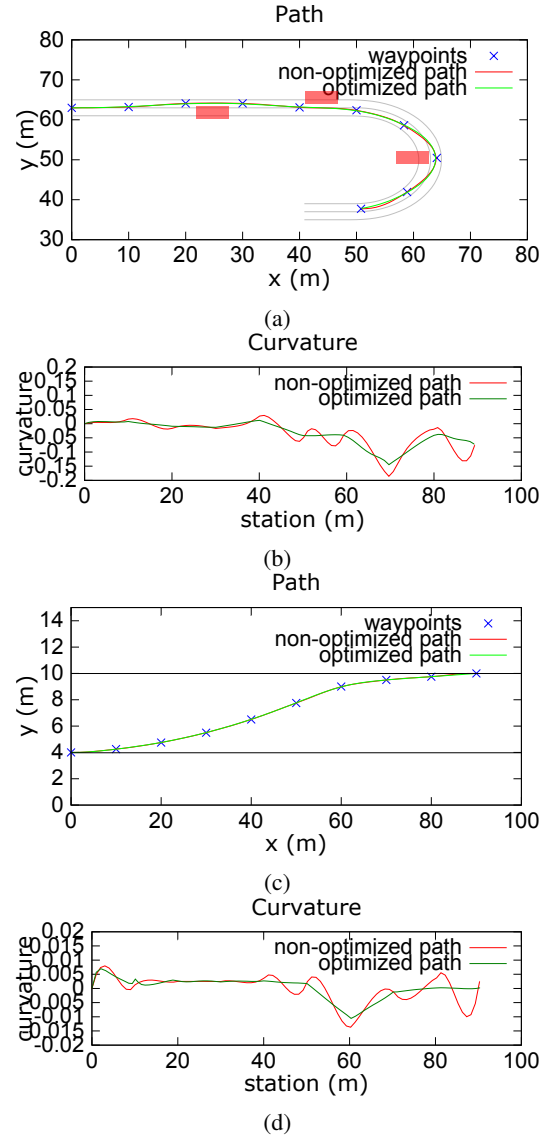 Path
80
70
60
50
40
30
y (m)
waypoints
non-optimized path
optimized path
0 10 20 30 40 50 60 70 80
x (m)
(a)
Curvature
0.2
0.15
0.1
0.05
0
-0.05
-0.1
-0.15
-0.2
curvature
non-optimized path
optimized path
0 20 40 60 80 100
station (m)
(b)
Path
14
12
10
8
6
4
2
0
y (m)
waypoints
non-optimized path
optimized path
0 20 40 60 80 100
x (m)
(c)
Curvature
0.02
0.015
0.01
0.005
0
-0.005
-0.01
-0.015
-0.02
curvature
non-optimized path
optimized path
0 20 40 60 80 100
station (m)
(d)